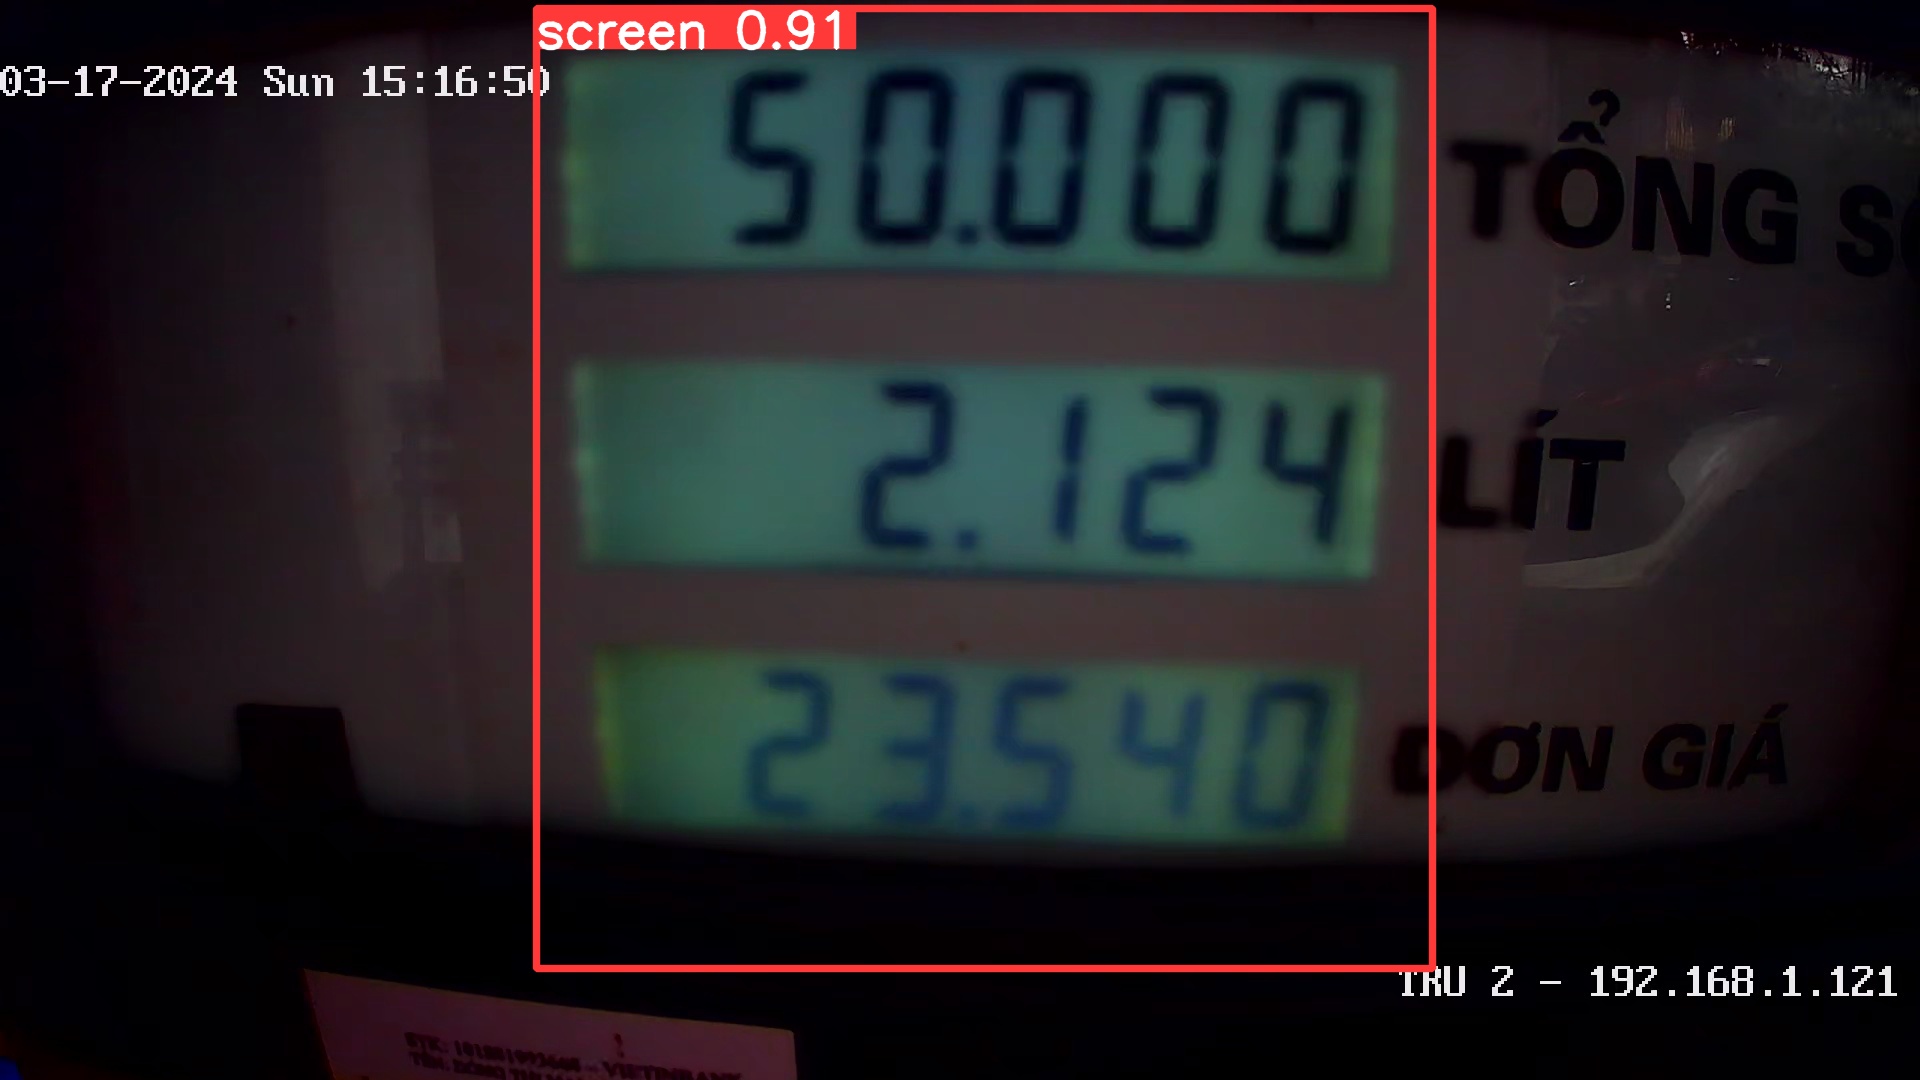 screen 0.91
03-17-2024 Sun 15:16:50
50.000
TỔNG
2.124
LÍT
23.540
ĐƠN GIÁ
TRU 2 - 192.168.1.121
VIETINBANK